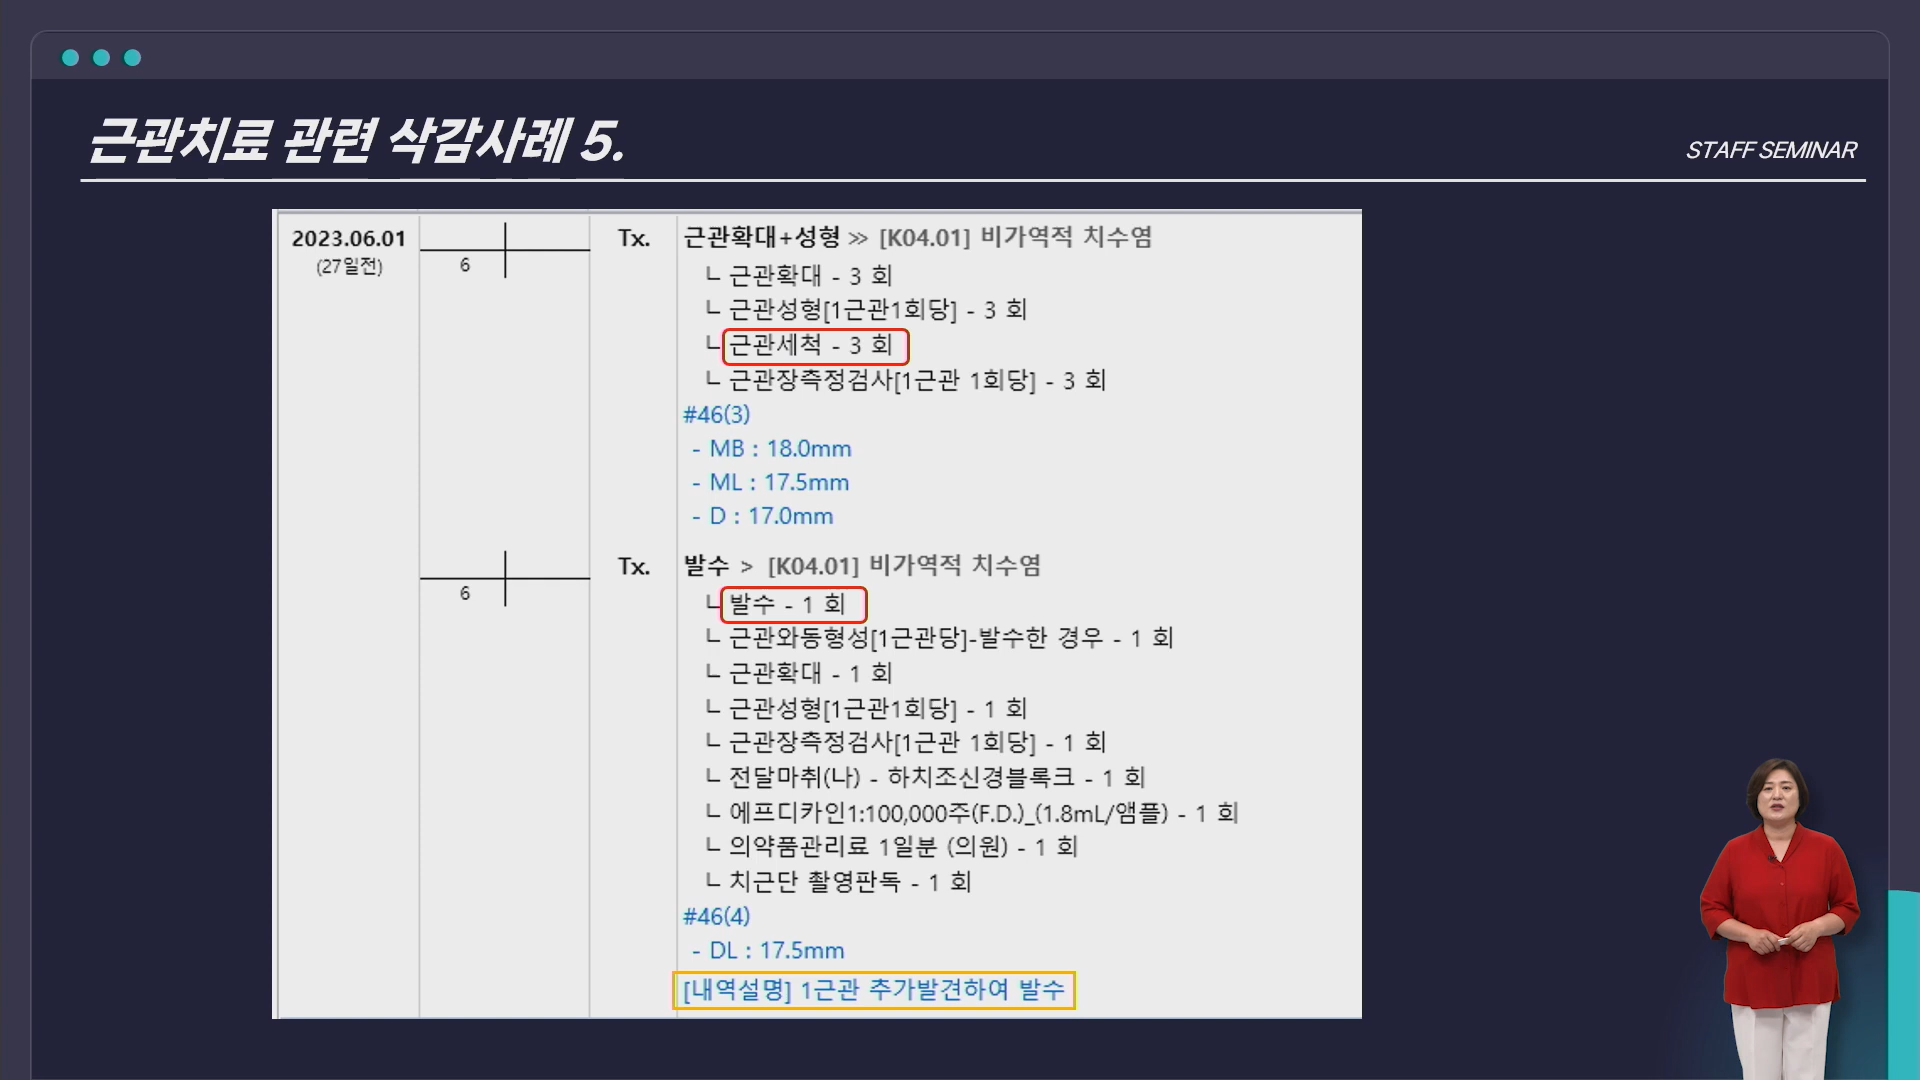 근관치료 관련 삭감사례 5.
STAFF SEMINAR
2023.06.01
(27일전)
6
Tx.
근관확대+성형 ≫ [K04.01] 비가역적 치수염
└ 근관확대 - 3 회
└ 근관성형[1근관1회당] - 3 회
└ 근관세척 - 3 회
└ 근관장측정검사[1근관 1회당] - 3 회
#46(3)
- MB : 18.0mm
- ML : 17.5mm
- D : 17.0mm
6
Tx.
발수 > [K04.01] 비가역적 치수염
└ 발수 - 1 회
└ 근관와동형성[1근관당]-발수한 경우 - 1 회
└ 근관확대 - 1 회
└ 근관성형[1근관1회당] - 1 회
└ 근관장측정검사[1근관 1회당] - 1 회
└ 전달마취(나) - 하치조신경블록크 - 1 회
└ 에프디카인1:100,000주(F.D.)_(1.8mL/앰플) - 1 회
└ 의약품관리료 1일분 (의원) - 1 회
└ 치근단 촬영판독 - 1 회
#46(4)
- DL : 17.5mm
[내역설명] 1근관 추가발견하여 발수